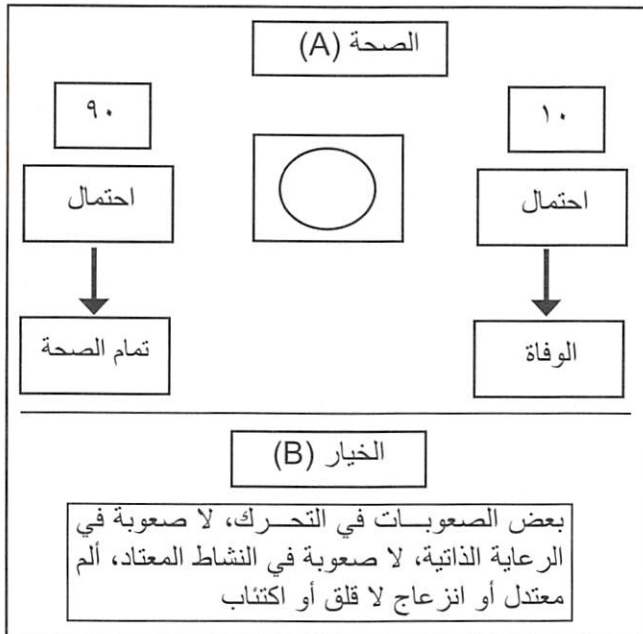 الصحة (A)
١٠
٩٠
احتمال
احتمال
الوفاة
تمام الصحة
الخيار (B)
بعض الصعوبات في التحرك، لا صعوبة في
الرعاية الذاتية، لا صعوبة في النشاط المعتاد، ألم
معتدل أو انزعاج لا قلق أو اكتئاب